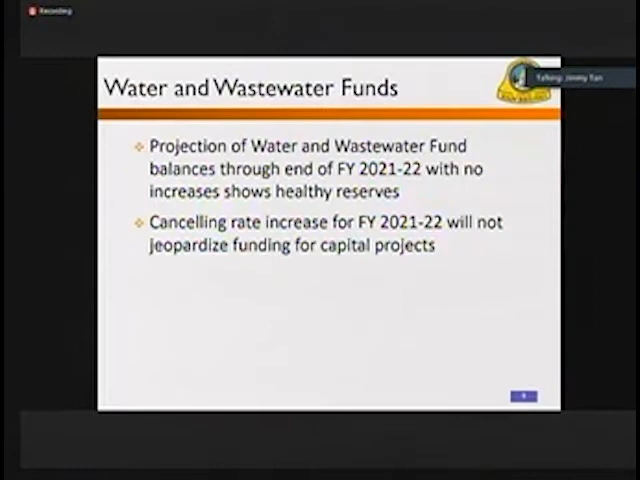 Recording
Water and Wastewater Funds
Talking: Jimmy Tan
Projection of Water and Wastewater Fund
balances through end of FY 2021-22 with no
increases shows healthy reserves
Cancelling rate increase for FY 2021-22 will not
jeopardize funding for capital projects